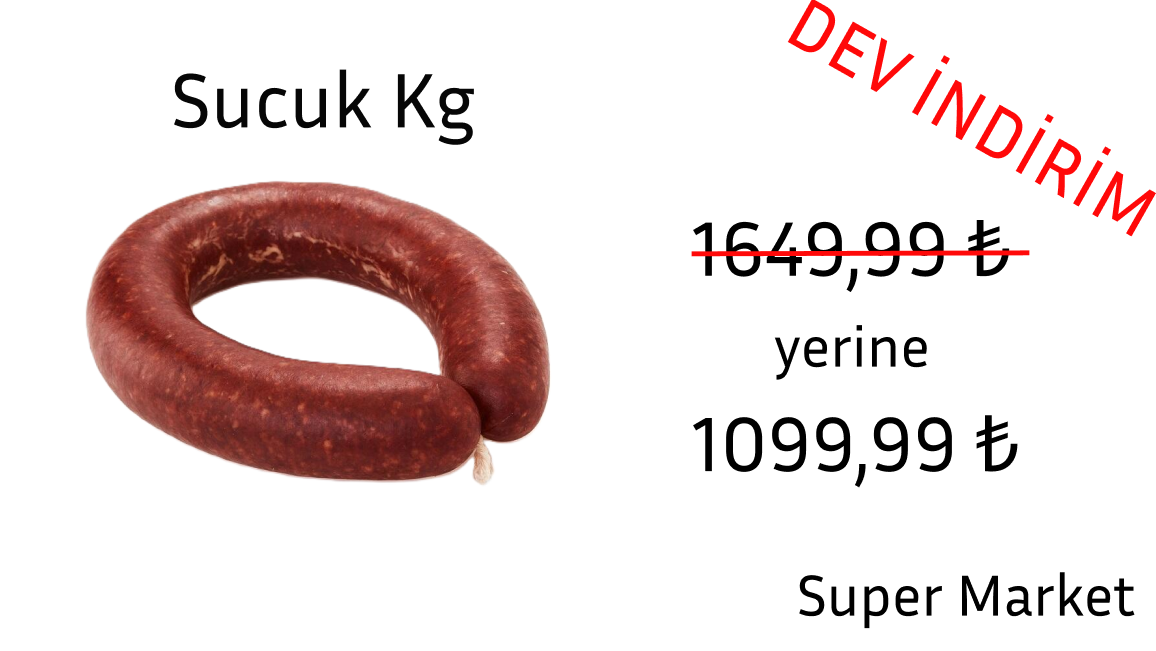 DEV İNDİRİM
Sucuk Kg
1649,99 ₺
yerine
1099,99 ₺
Super Market